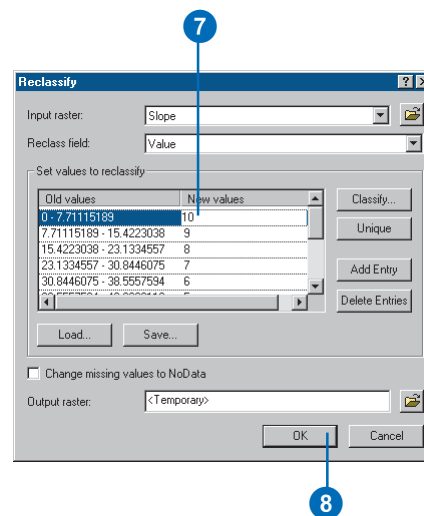 7
Reclassify
Input raster: Slope
Reclass field: Value
Set values to reclassify
Old values New values
0 - 7.71115189 10
7.71115189 - 15.4223038 9
15.4223038 - 23.1334557 8
23.1334557 - 30.8446075 7
30.8446075 - 38.5557594 6
Classify...
Unique
Add Entry
Delete Entries
Load... Save...
Change missing values to NoData
Output raster: <Temporary>
OK Cancel
8